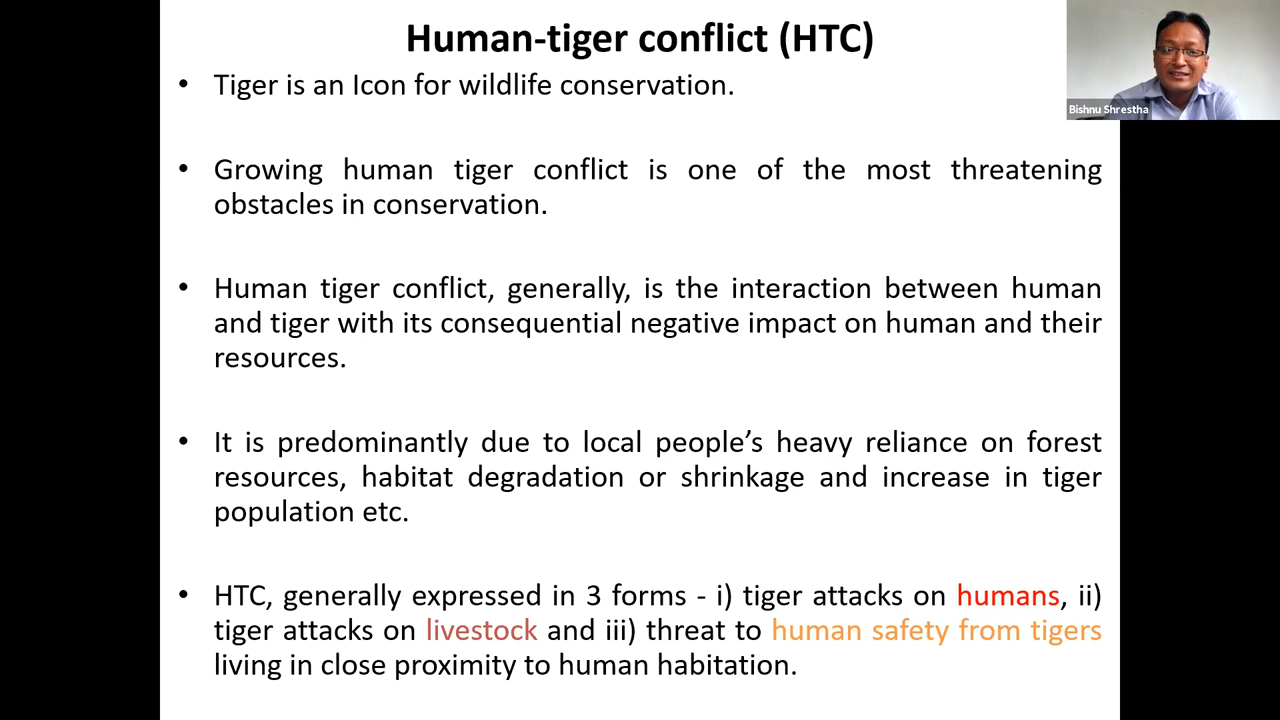 Human-tiger conflict (HTC)
• Tiger is an Icon for wildlife conservation.
• Growing human tiger conflict is one of the most threatening
obstacles in conservation.
• Human tiger conflict, generally, is the interaction between human
and tiger with its consequential negative impact on human and their
resources.
• It is predominantly due to local people’s heavy reliance on forest
resources, habitat degradation or shrinkage and increase in tiger
population etc.
• HTC, generally expressed in 3 forms - i) tiger attacks on humans, ii)
tiger attacks on livestock and iii) threat to human safety from tigers
living in close proximity to human habitation.
Bishnu Shrestha